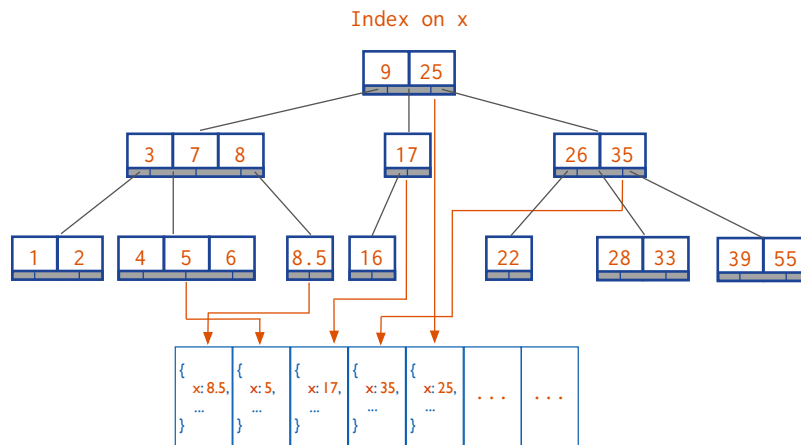 Index on x
9 25
3 7 8
17
26 35
1 2
4 5 6
8.5
16
22
28 33
39 55
{
x: 8.5,
...
}
{
x: 5,
...
}
{
x: 17,
...
}
{
x: 35,
...
}
{
x: 25,
...
}
. . .
. . .